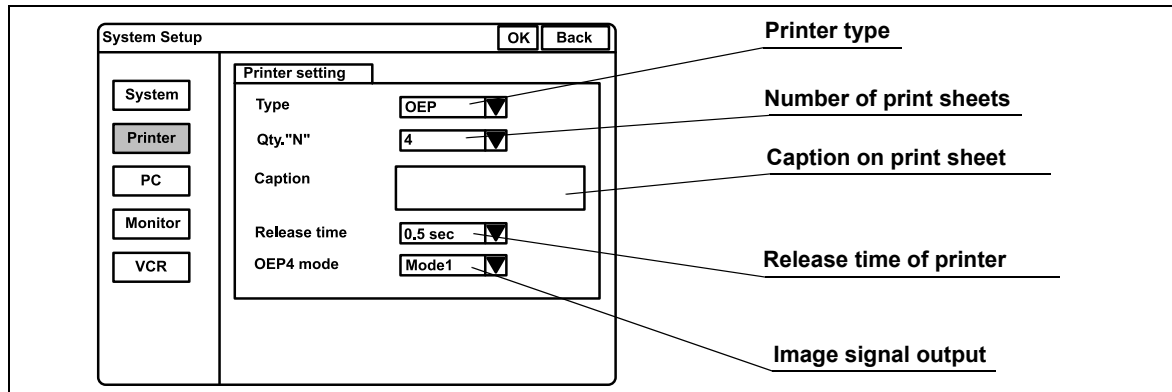 System Setup
OK
Back
System
Printer
PC
Monitor
VCR
Printer setting
Type
OEP
Qty."N"
4
Caption
Release time
0.5 sec
OEP4 mode
Mode1
Printer type
Number of print sheets
Caption on print sheet
Release time of printer
Image signal output